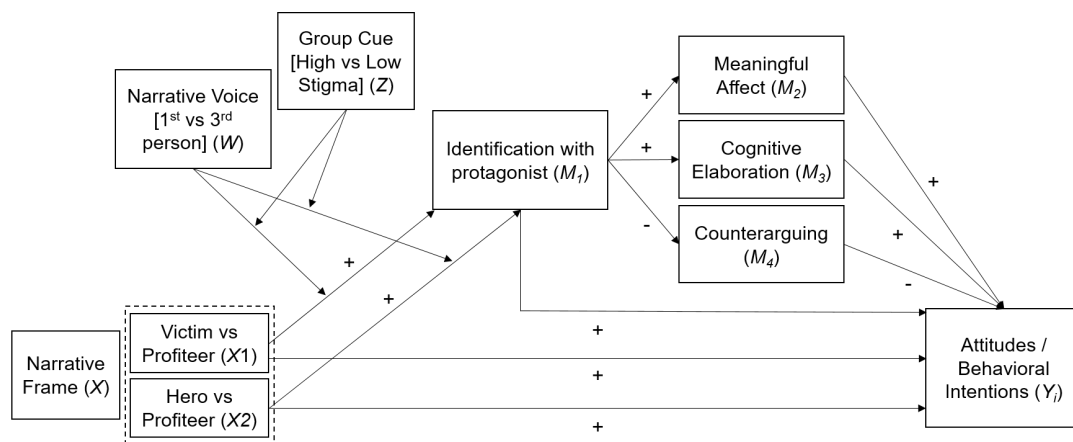 Group Cue
[High vs Low
Stigma] (Z)
Narrative Voice
[1st vs 3rd
person] (W)
Identification with
protagonist (M1)
Meaningful
Affect (M2)
Cognitive
Elaboration (M3)
Counterarguing
(M4)
+
+
-
+
+
-
+
+
Narrative
Frame (X)
Victim vs
Profiteer (X1)
Hero vs
Profiteer (X2)
+
+
+
Attitudes /
Behavioral
Intentions (Yi)